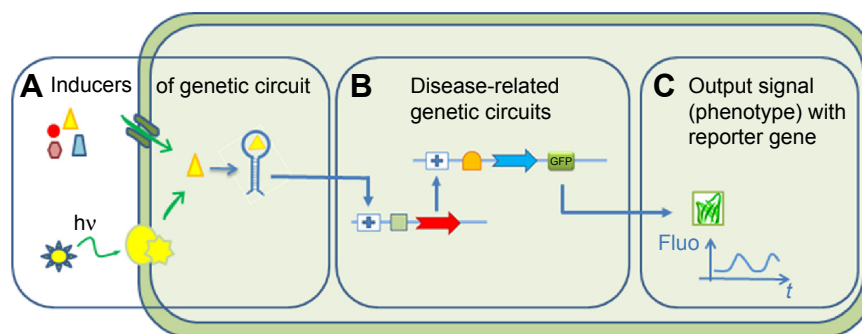 A Inducers of genetic circuit
hν
B Disease-related
genetic circuits
GFP
C Output signal
(phenotype) with
reporter gene
Fluo
t